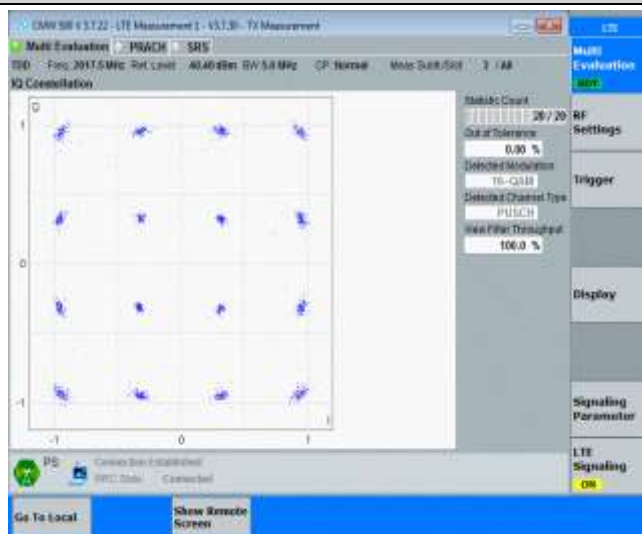 CMW 500 V 3.7.22 - LTE Measurement 1 - V3.7.30 - TX Measurement
LTE
Multi Evaluation PRACH SRS
Multi
Evaluation
RDY
TDD Freq: 2017.5 MHz Ref. Level: 40.40 dBm BW: 5.0 MHz CP: Normal Meas Subfr./Slot: 3 / All
IQ Constellation
Statistic Count
20 / 20
Out of Tolerance
0.00 %
Detected Modulation
16-QAM
Detected Channel Type
PUSCH
View Filter Throughput
100.0 %
RF
Settings
Trigger
Display
Signaling
Parameter
LTE
Signaling
ON
Q
1
0
-1
I
-1 0 1
PS Connection Established
RRC State Connected
Go To Local
Show Remote
Screen